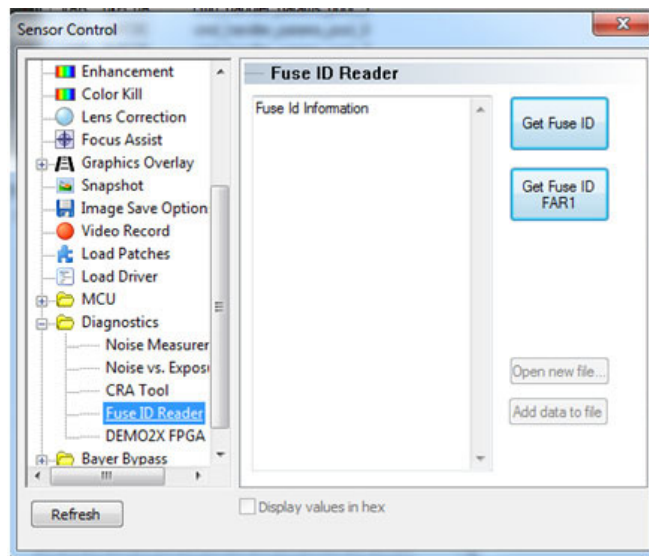 Sensor Control
Enhancement
Color Kill
Lens Correction
Focus Assist
Graphics Overlay
Snapshot
Image Save Option
Video Record
Load Patches
Load Driver
MCU
Diagnostics
Noise Measurer
Noise vs. Exposu
CRA Tool
Fuse ID Reader
DEMO2X FPGA
Bayer Bypass
Refresh
Fuse ID Reader
Fuse Id Information
Get Fuse ID
Get Fuse ID
FAR1
Open new file...
Add data to file
Display values in hex